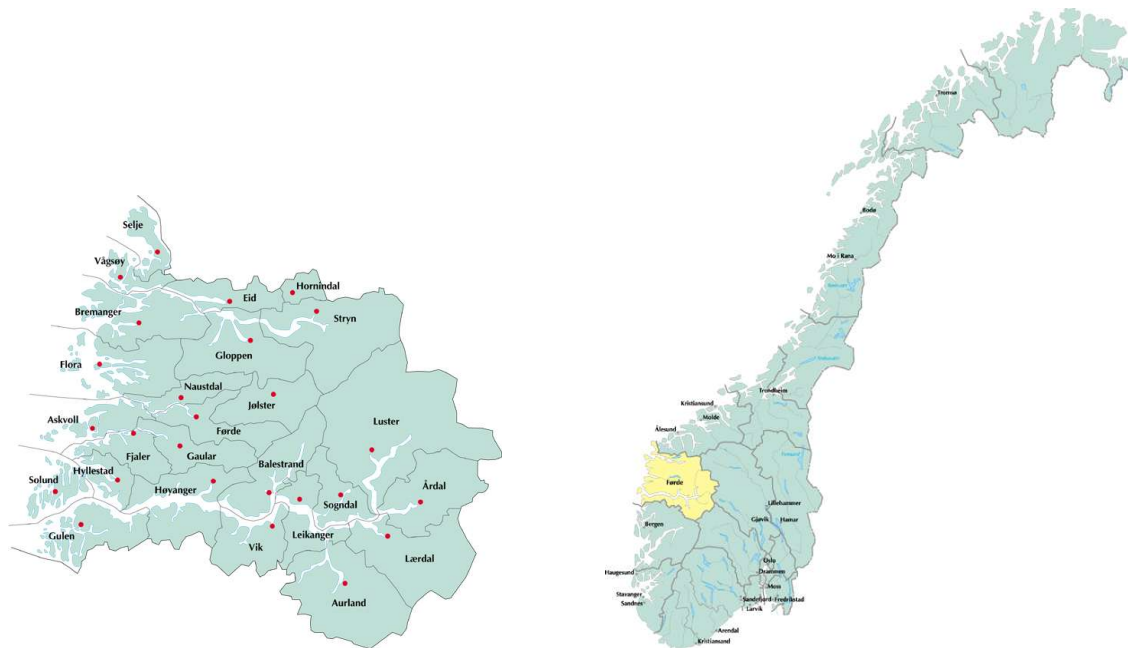 Selje
Vågsøy
Hornindal
Eid
Bremanger
Stryn
Gloppen
Flora
Naustdal
Jølster
Askvoll
Luster
Førde
Fjaler
Gaular
Balestrand
Hyllestad
Solund
Høyanger
Årdal
Sogndal
Gulen
Vik
Leikanger
Lærdal
Aurland
Tromsø
Bodø
Mo i Rana
Trondheim
Kristiansund
Molde
Ålesund
Førde
Lillehammer
Gjøvik
Hamar
Bergen
Oslo
Drammen
Haugesund
Moss
Stavanger
Sandnes
Sandefjord
Fredrikstad
Larvik
Arendal
Kristiansand